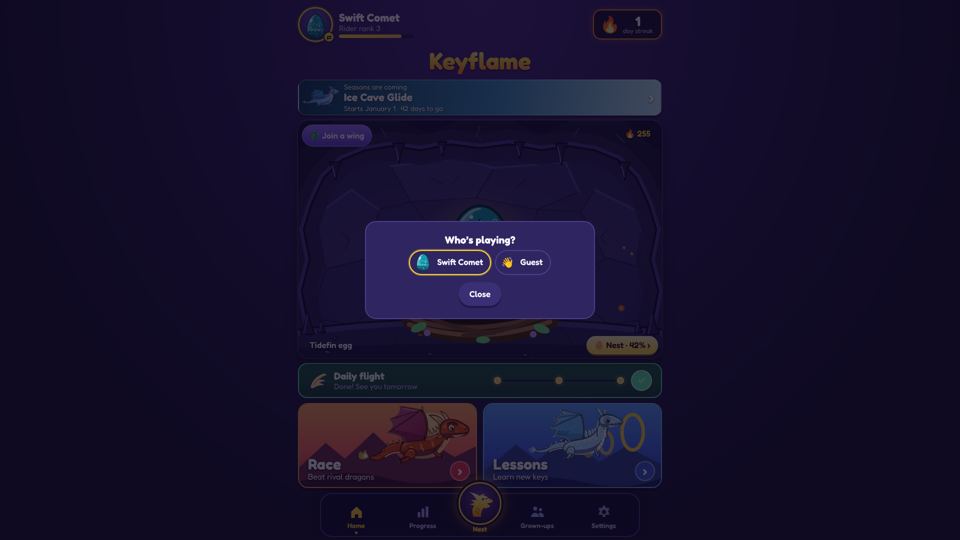 Swift Comet
Rider rank 3
1
day streak
Keyflame
Seasons are coming
Ice Cave Glide
Starts January 1 · 42 days to go
Join a wing
255
Who's playing?
Swift Comet
Guest
Close
Tidefin egg
Nest · 42% ›
Daily flight
Done! See you tomorrow
Race
Beat rival dragons
Lessons
Learn new keys
Home
Progress
Nest
Grown-ups
Settings